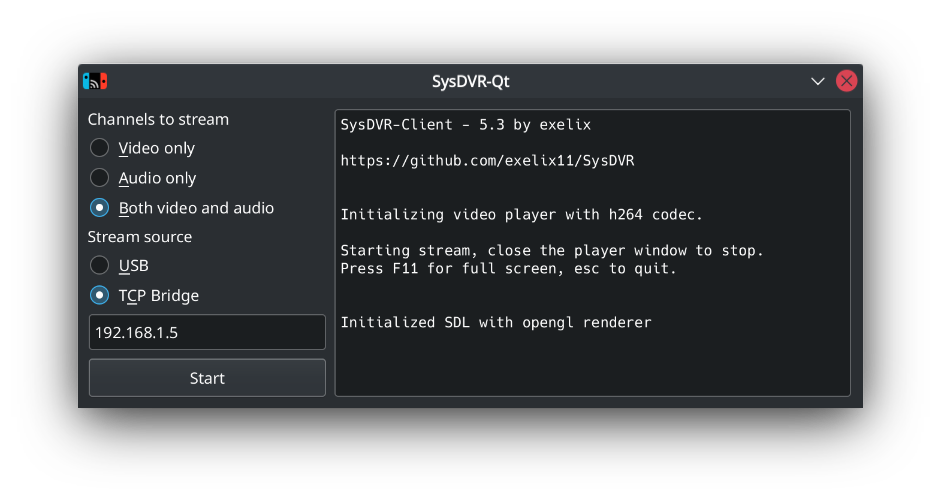 SysDVR-Qt
Channels to stream
Video only
Audio only
Both video and audio
Stream source
USB
TCP Bridge
192.168.1.5
Start
SysDVR-Client - 5.3 by exelix
https://github.com/exelix11/SysDVR
Initializing video player with h264 codec.
Starting stream, close the player window to stop.
Press F11 for full screen, esc to quit.
Initialized SDL with opengl renderer